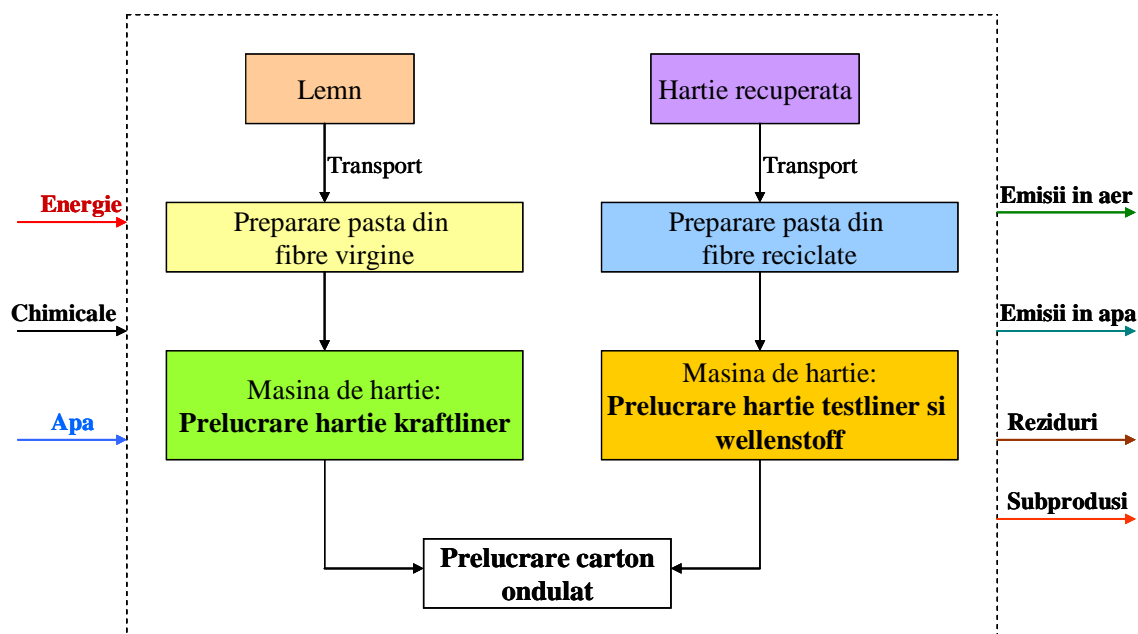 Lemn
Hartie recuperata
Transport
Transport
Energie
Emisii in aer
Preparare pasta din
fibre virgine
Preparare pasta din
fibre reciclate
Chimicale
Emisii in apa
Masina de hartie:
Prelucrare hartie kraftliner
Masina de hartie:
Prelucrare hartie testliner si
wellenstoff
Apa
Reziduri
Subprodusi
Prelucrare carton
ondulat